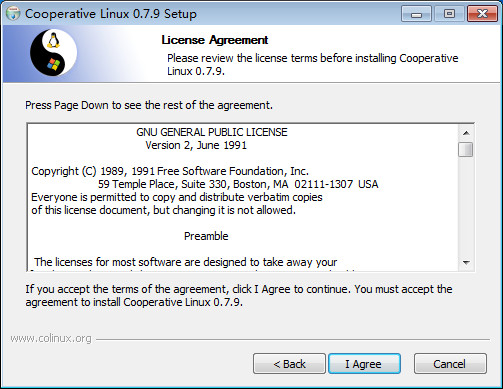 Cooperative Linux 0.7.9 Setup
License Agreement
Please review the license terms before installing Cooperative
Linux 0.7.9.
Press Page Down to see the rest of the agreement.
GNU GENERAL PUBLIC LICENSE
Version 2, June 1991
Copyright (C) 1989, 1991 Free Software Foundation, Inc.
59 Temple Place, Suite 330, Boston, MA 02111-1307 USA
Everyone is permitted to copy and distribute verbatim copies
of this license document, but changing it is not allowed.
Preamble
The licenses for most software are designed to take away your
If you accept the terms of the agreement, click I Agree to continue. You must accept the
agreement to install Cooperative Linux 0.7.9.
www.colinux.org
< Back
I Agree
Cancel